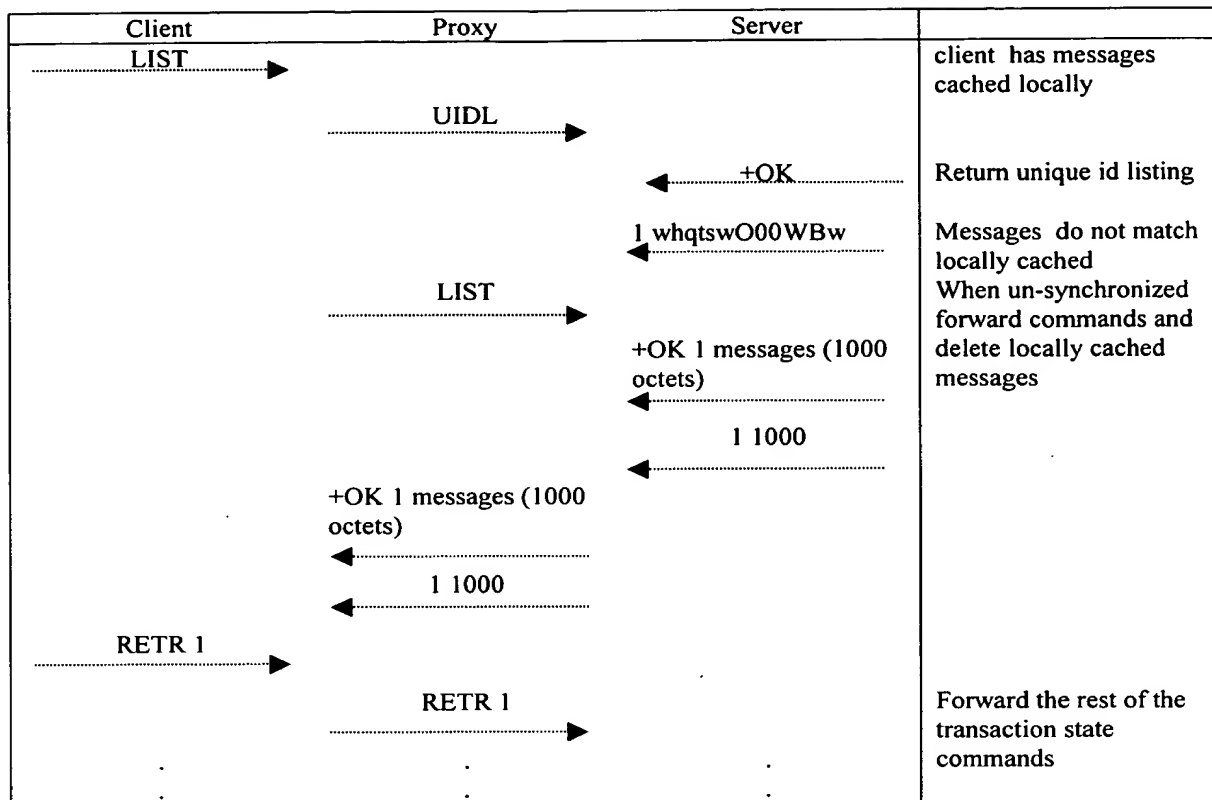 Client Proxy Server
LIST
client has messages
cached locally
UIDL
+OK
Return unique id listing
1 whqtswO00WBw
Messages do not match
locally cached
LIST
When un-synchronized
forward commands and
delete locally cached
messages
+OK 1 messages (1000
octets)
1 1000
+OK 1 messages (1000
octets)
1 1000
RETR 1
RETR 1
Forward the rest of the
transaction state
commands
. . .
. . .